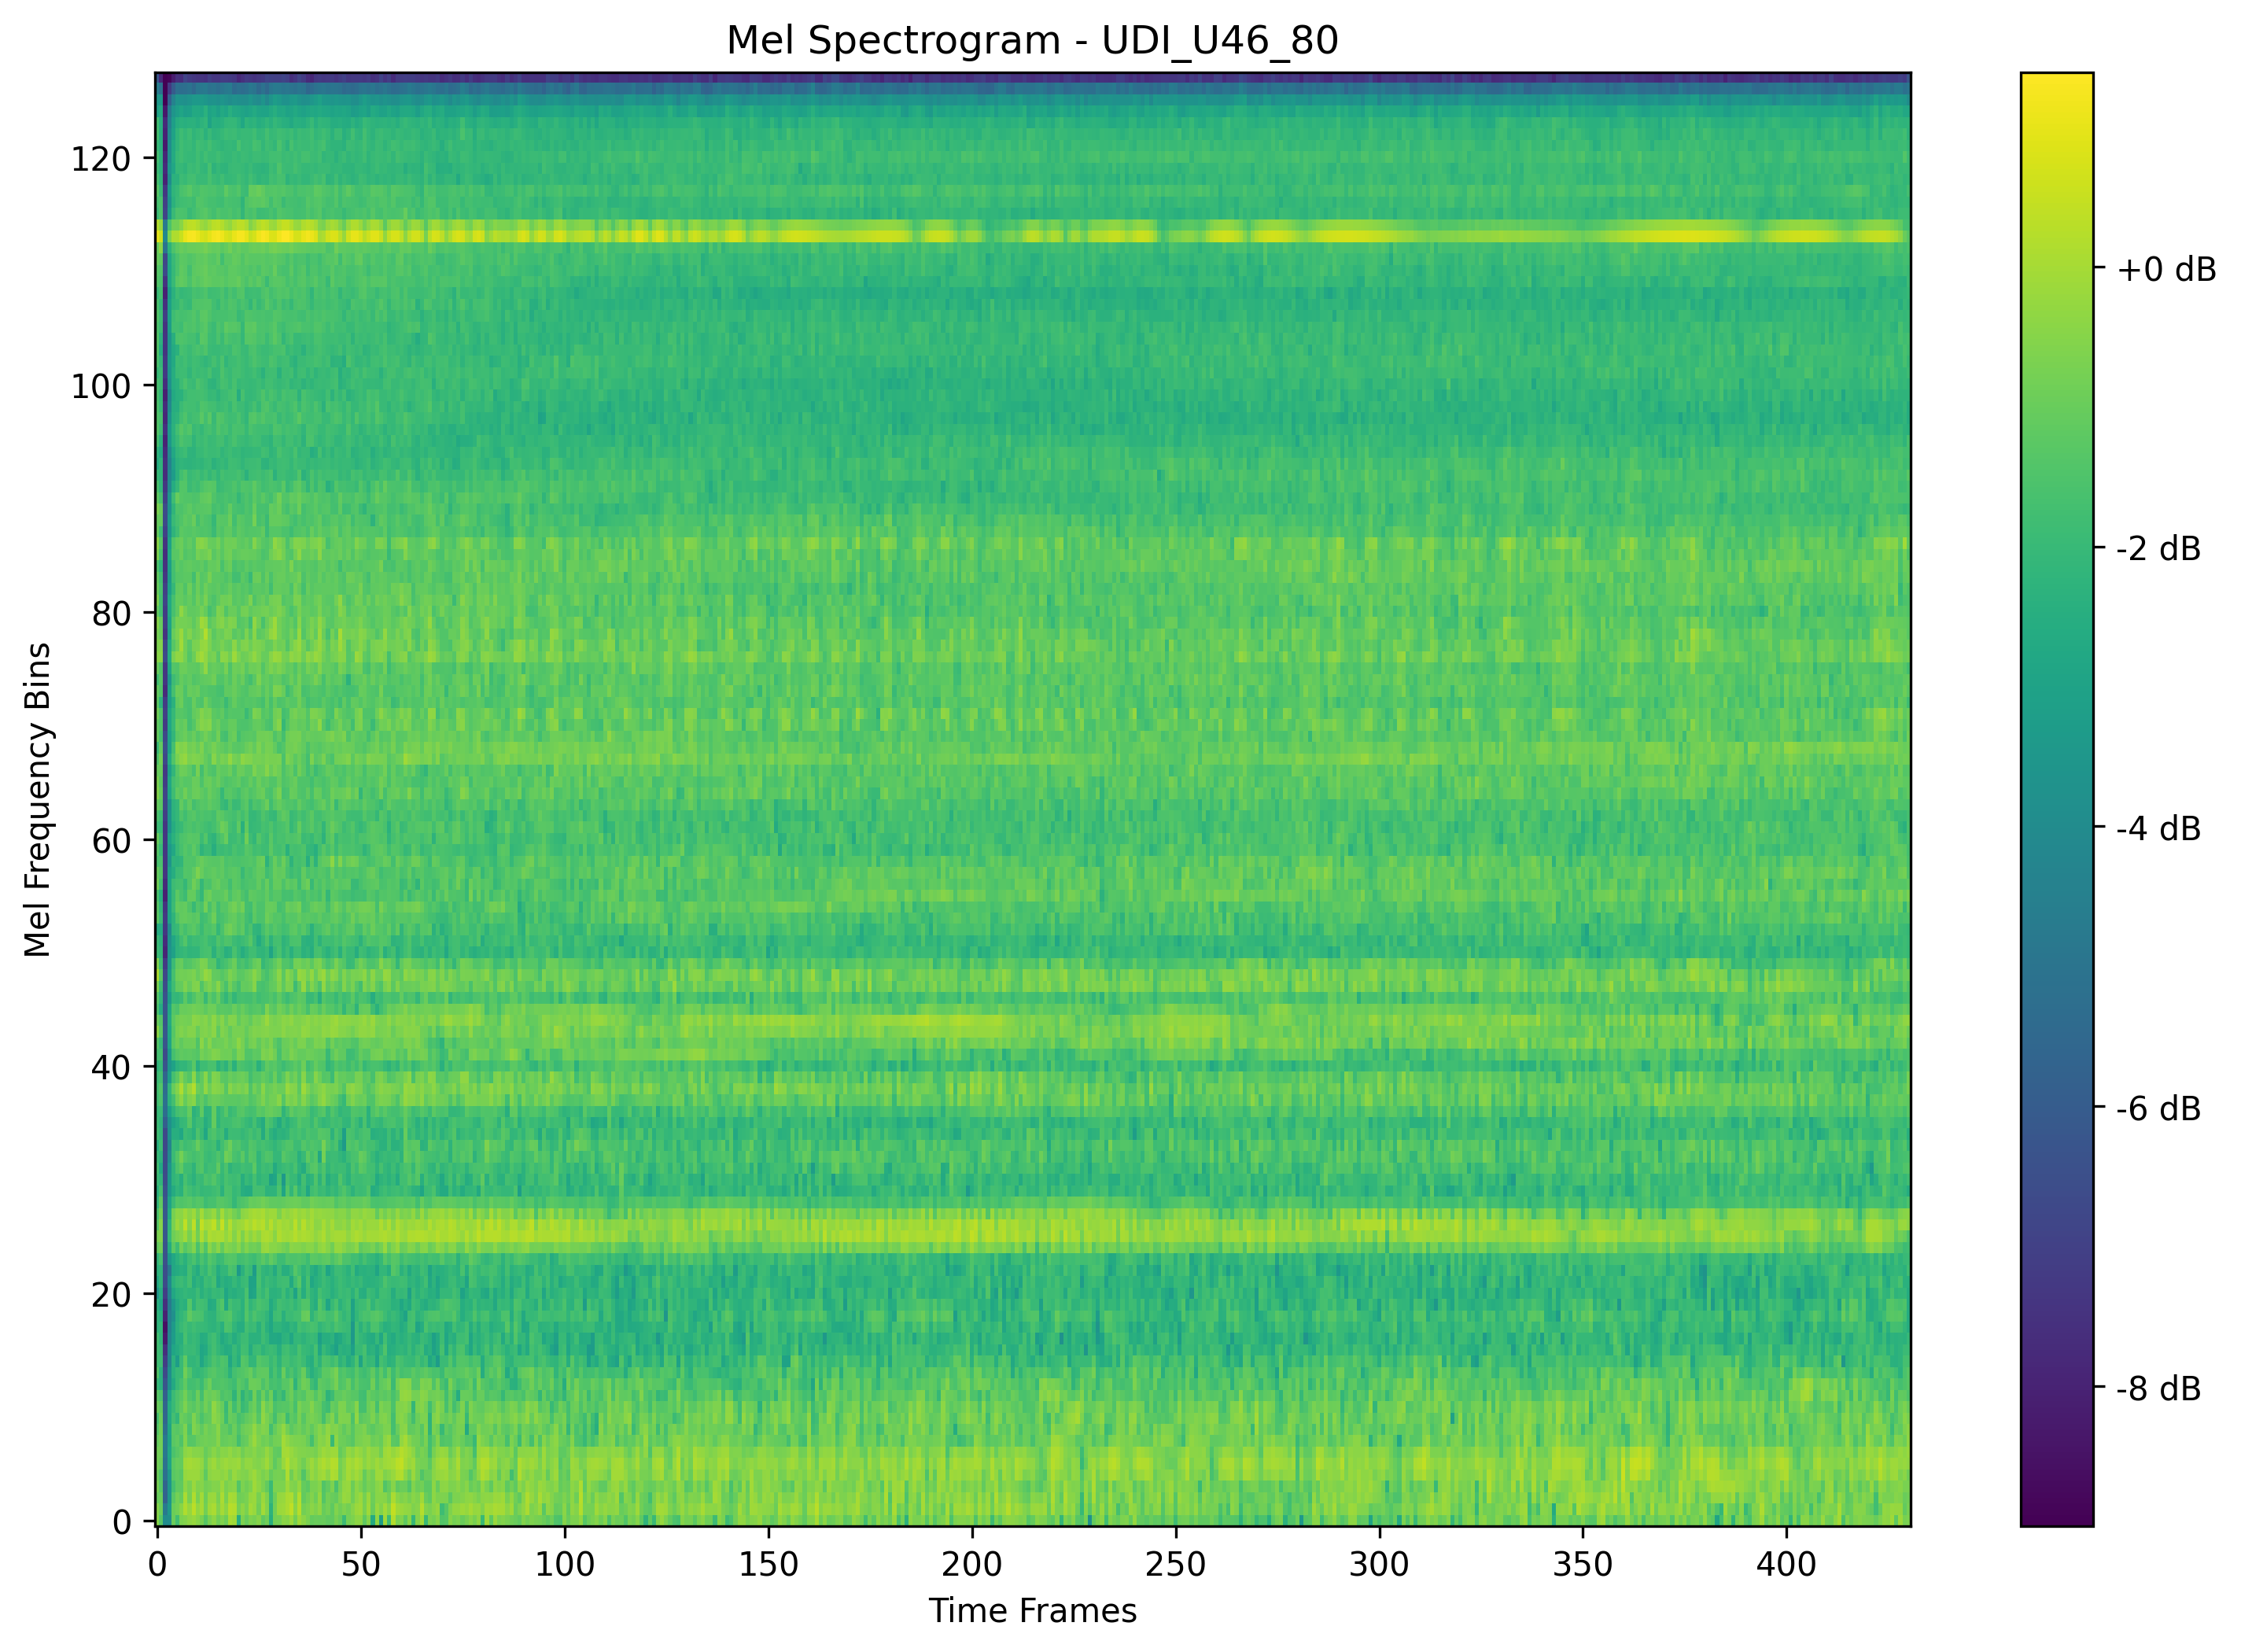 Mel Spectrogram - UDI_U46_80
Mel Frequency Bins
120
100
80
60
40
20
0
0 50 100 150 200 250 300 350 400
Time Frames
+0 dB
-2 dB
-4 dB
-6 dB
-8 dB